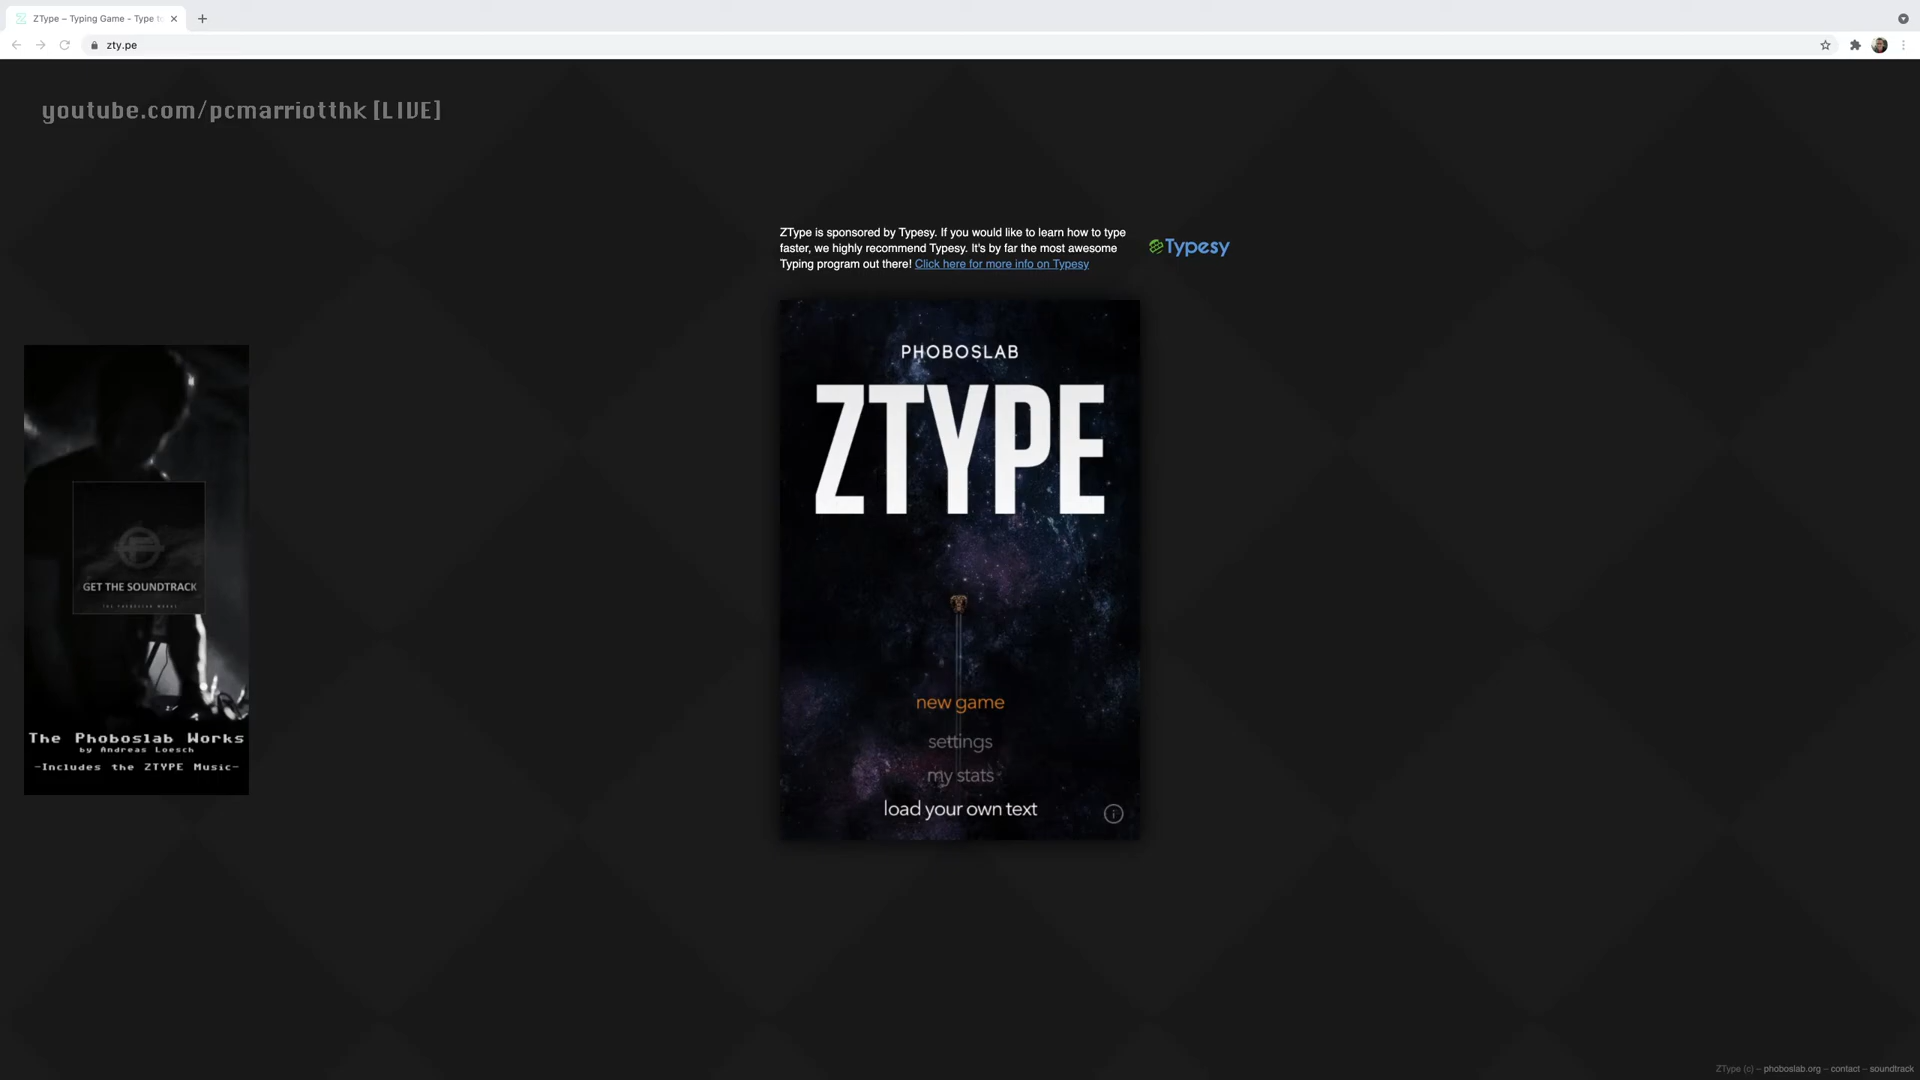 ZType – Typing Game - Type to
zty.pe
youtube.com/pcmarriotthk [LIVE]
ZType is sponsored by Typesy. If you would like to learn how to type
faster, we highly recommend Typesy. It's by far the most awesome
Typing program out there! Click here for more info on Typesy
Typesy
PHOBOSLAB
ZTYPE
new game
settings
my stats
load your own text
GET THE SOUNDTRACK
THE PHOBOSLAB WORKS
The Phoboslab Works
by Andreas Loesch
-Includes the ZTYPE Music-
ZType (c) – phoboslab.org – contact – soundtrack